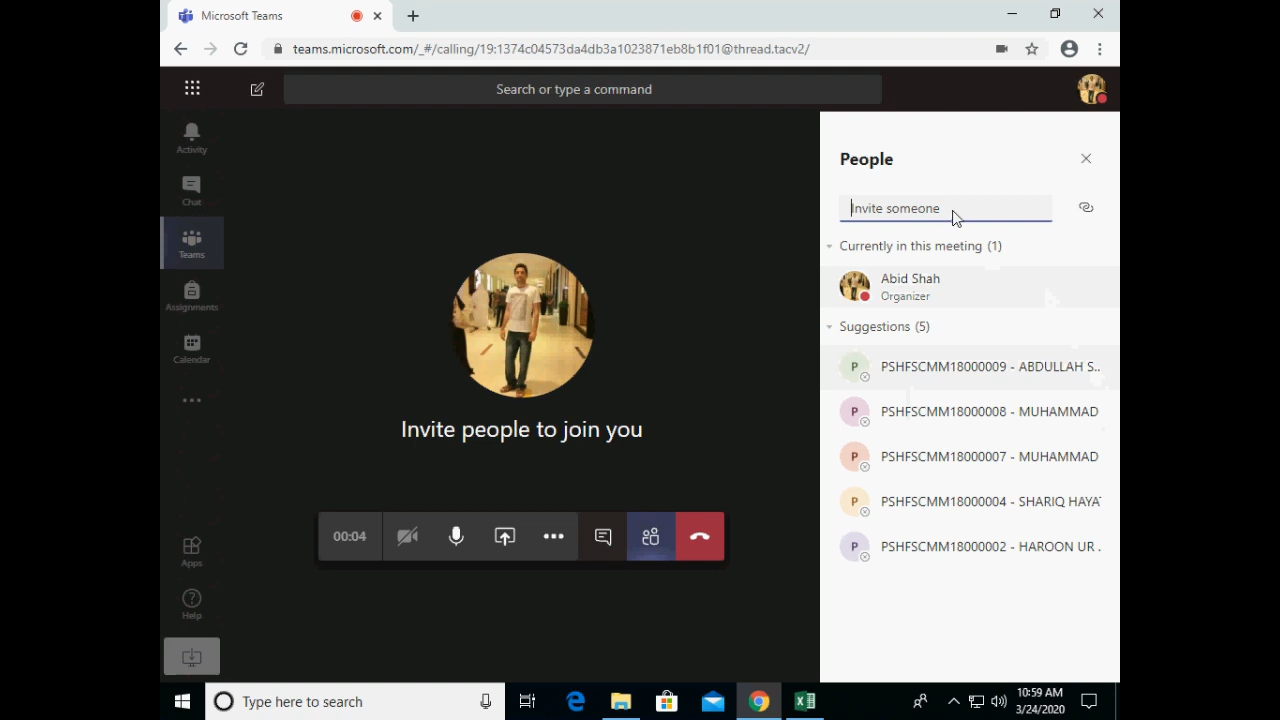 Microsoft Teams
teams.microsoft.com/_#/calling/19:1374c04573da4db3a1023871eb8b1f01@thread.tacv2/
Search or type a command
Activity
Chat
Teams
Assignments
Calendar
Apps
Help
People
Invite someone
Currently in this meeting (1)
Abid Shah
Organizer
Suggestions (5)
P PSHFSCMM18000009 - ABDULLAH S..
P PSHFSCMM18000008 - MUHAMMAD
P PSHFSCMM18000007 - MUHAMMAD
P PSHFSCMM18000004 - SHARIQ HAYA
P PSHFSCMM18000002 - HAROON UR .
Invite people to join you
00:04
Type here to search
10:59 AM
3/24/2020